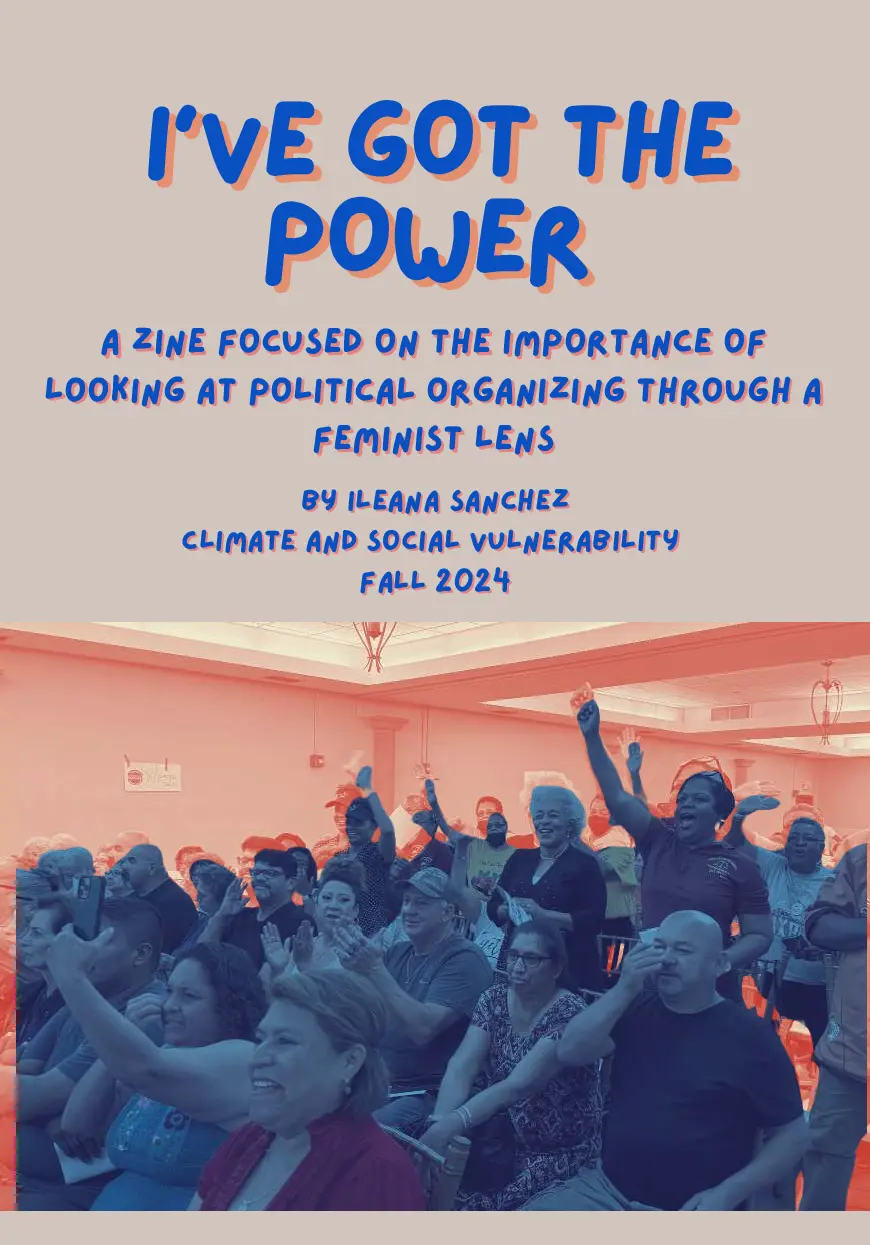 I'VE GOT THE
POWER
A ZINE FOCUSED ON THE IMPORTANCE OF
LOOKING AT POLITICAL ORGANIZING THROUGH A
FEMINIST LENS
BY ILEANA SANCHEZ
CLIMATE AND SOCIAL VULNERABILITY
FALL 2024